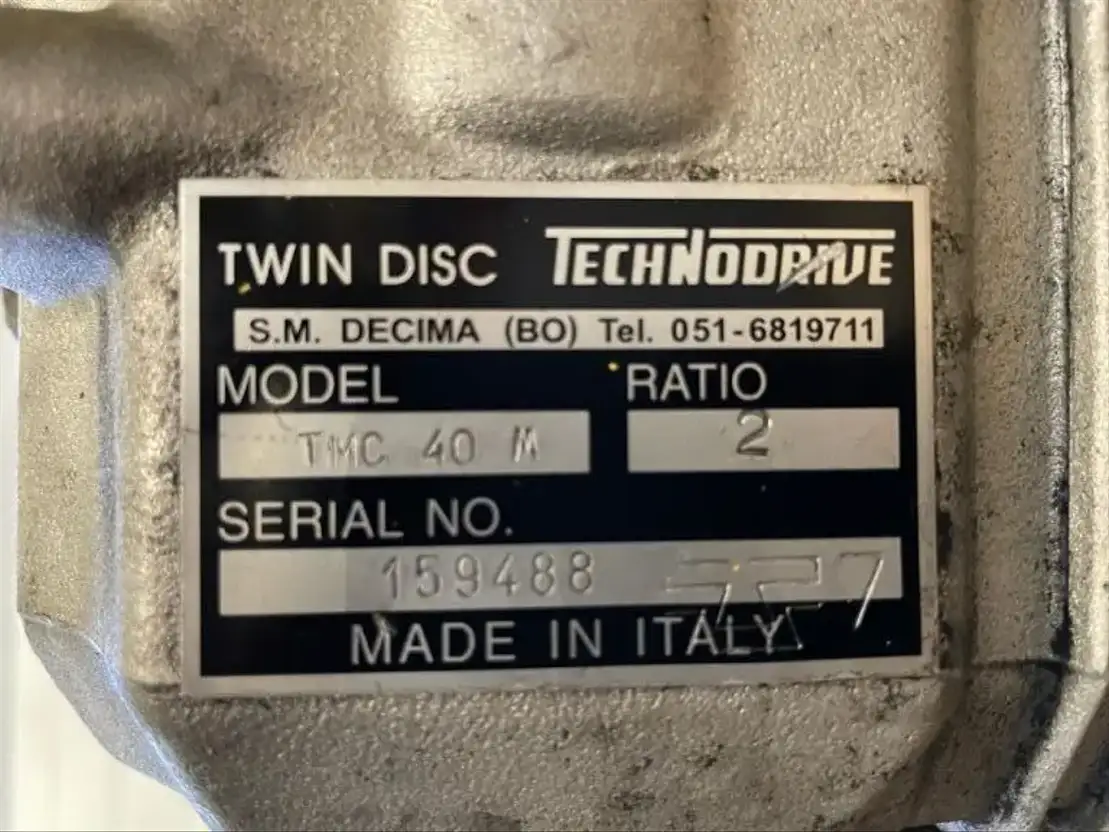 TWIN DISC TECHNODRIVE
S.M. DECIMA (BO) Tel. 051-6819711
MODEL RATIO
TMC 40 M 2
SERIAL NO.
159488
MADE IN ITALY